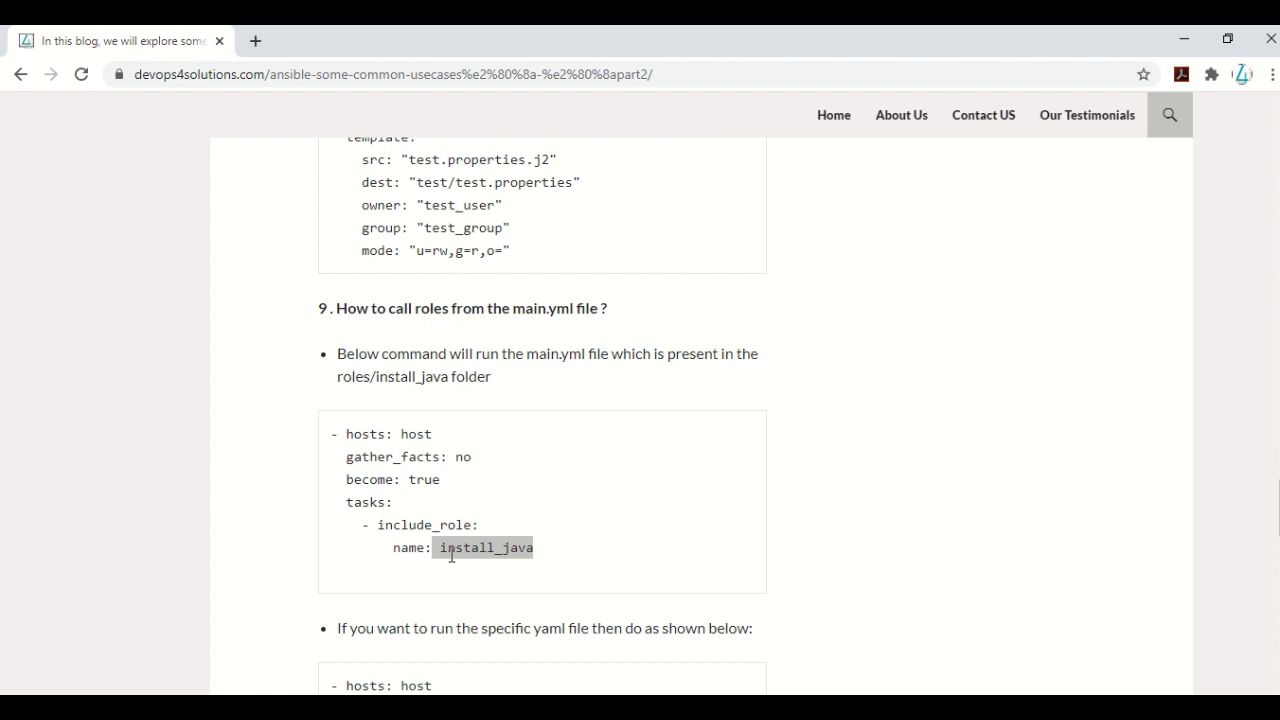 In this blog, we will explore some
devops4solutions.com/ansible-some-common-usecases%e2%80%8a-%e2%80%8apart2/
Home About Us Contact US Our Testimonials
template:
src: "test.properties.j2"
dest: "test/test.properties"
owner: "test_user"
group: "test_group"
mode: "u=rw,g=r,o="
9 . How to call roles from the main.yml file ?
• Below command will run the main.yml file which is present in the
roles/install_java folder
- hosts: host
gather_facts: no
become: true
tasks:
- include_role:
name: install_java
• If you want to run the specific yaml file then do as shown below:
- hosts: host